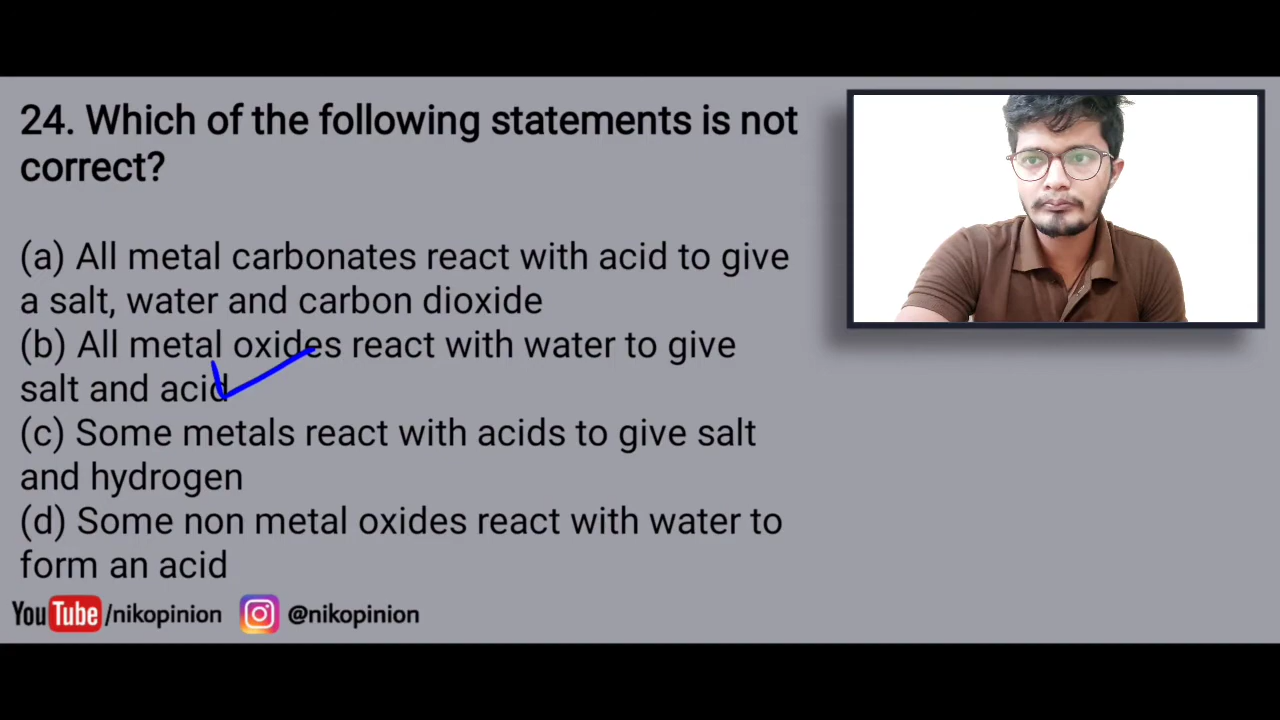 24. Which of the following statements is not
correct?
(a) All metal carbonates react with acid to give
a salt, water and carbon dioxide
(b) All metal oxides react with water to give
salt and acid
(c) Some metals react with acids to give salt
and hydrogen
(d) Some non metal oxides react with water to
form an acid
YouTube/nikopinion @nikopinion